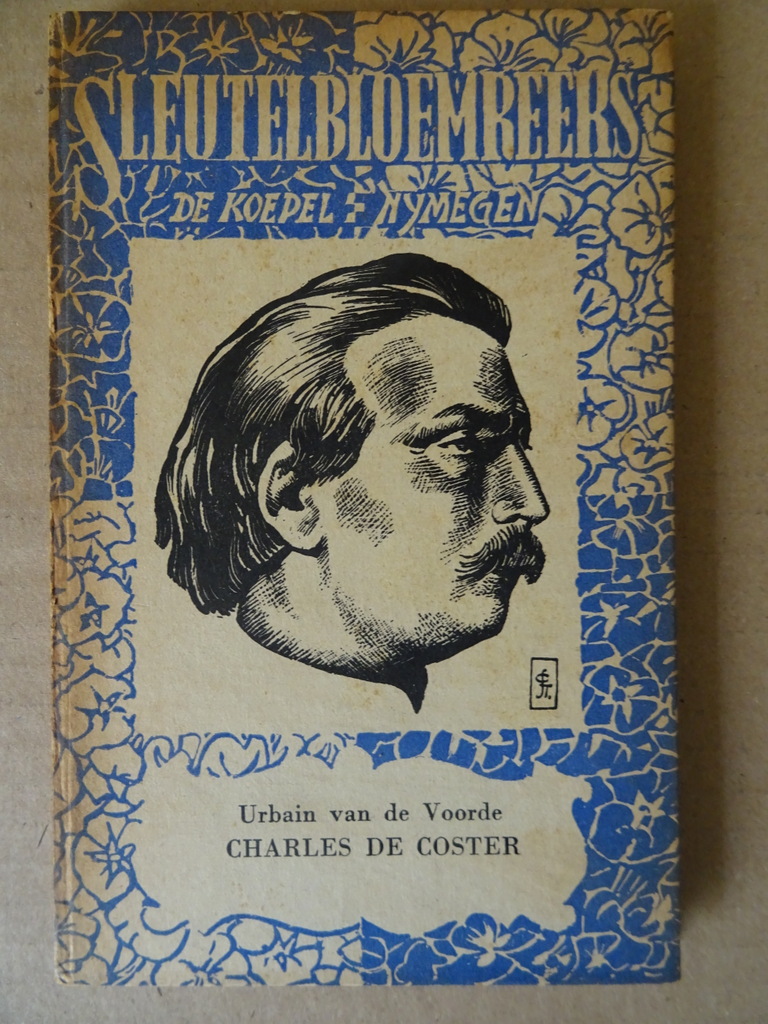 SLEUTELBLOEMREEKS
DE KOEPEL : NYMEGEN
Urbain van de Voorde
CHARLES DE COSTER